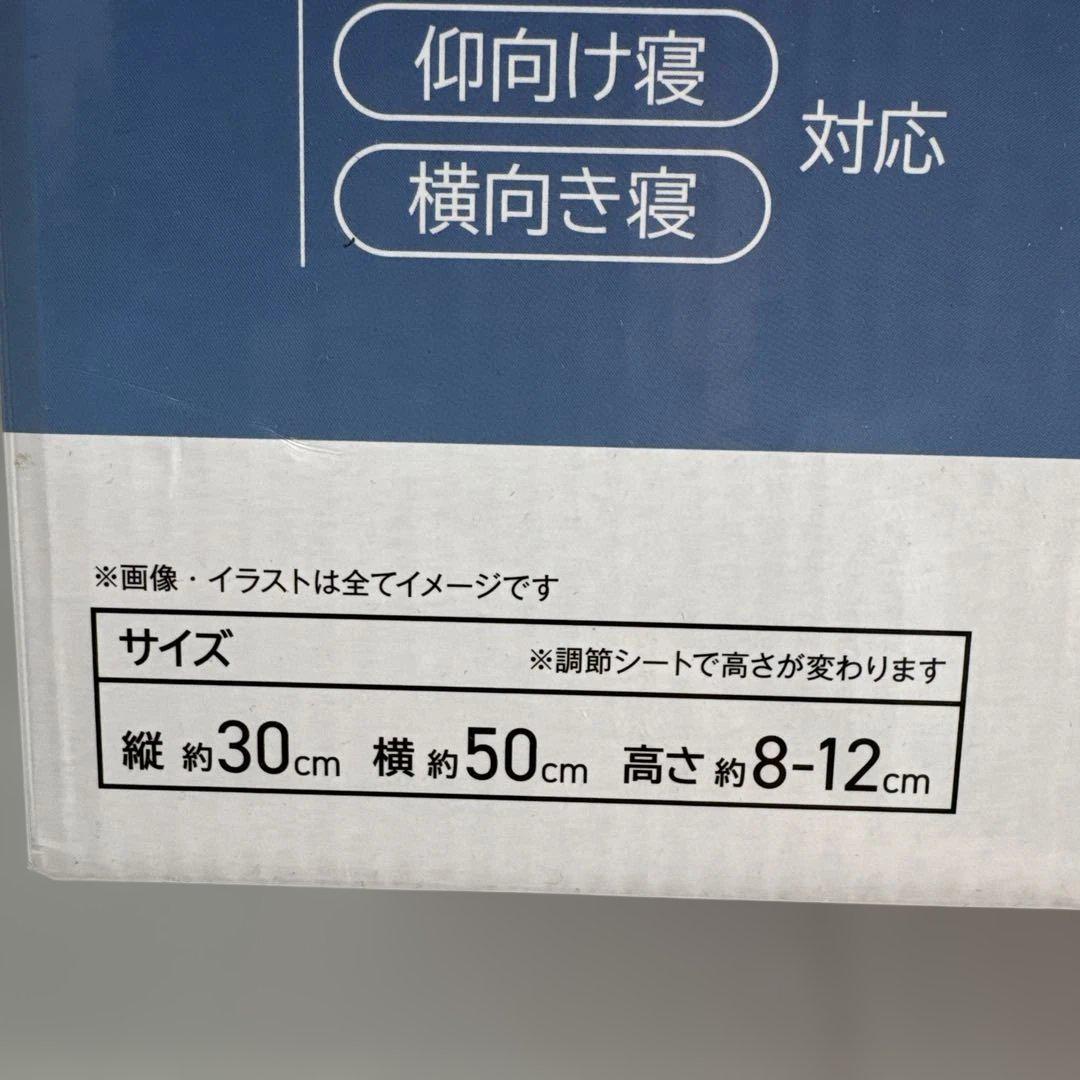 仰向け寝
横向き寝
対応
※画像・イラストは全てイメージです
サイズ ※調節シートで高さが変わります
縦 約30cm 横 約50cm 高さ 約8-12cm